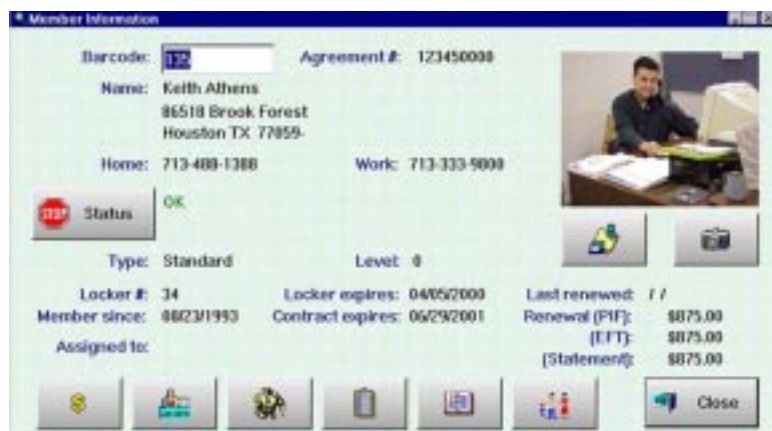 Member Information
Barcode: 135 Agreement #: 123450000
Name: Keith Athens
86518 Brook Forest
Houston TX 77059-
Home: 713-488-1388 Work: 713-333-9800
STOP Status OK
Type: Standard Level: 0
Locker #: 34 Locker expires: 04/05/2000 Last renewed: / /
Member since: 08/23/1993 Contract expires: 06/29/2001 Renewal (PIF): $875.00
(EFT): $875.00
Assigned to:
(Statement): $875.00
$ Close